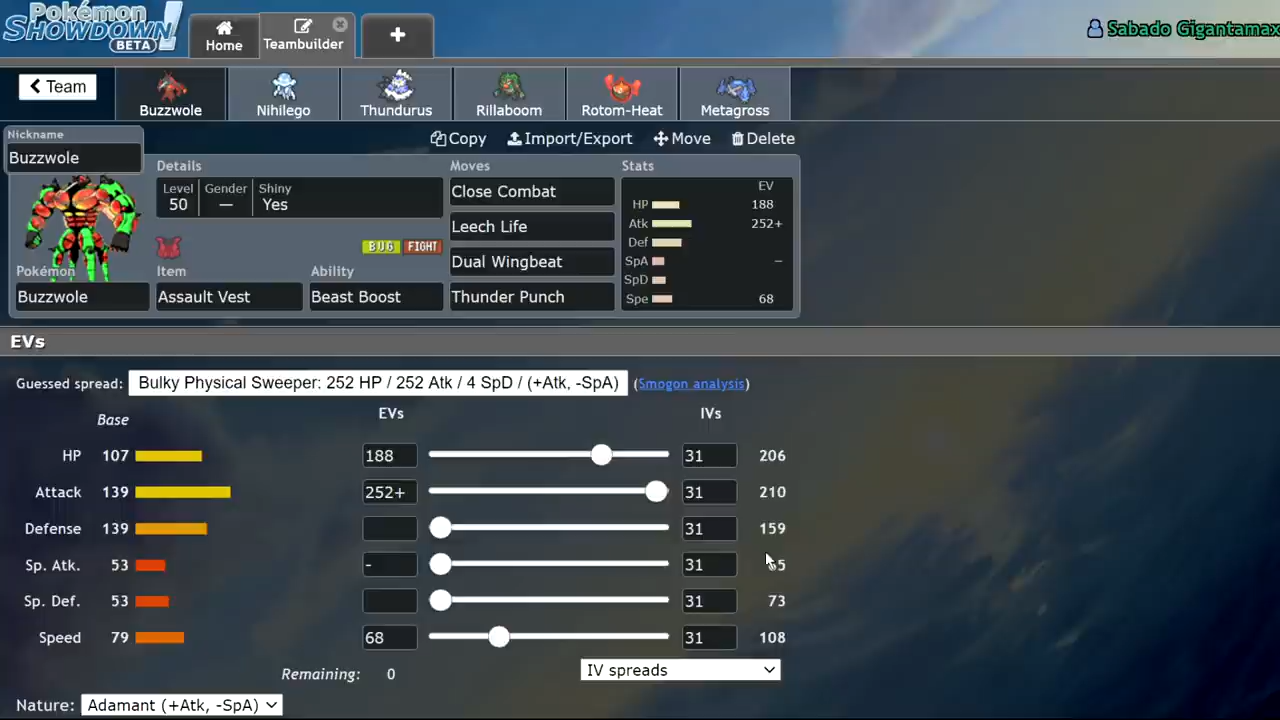 Pokémon
SHOWDOWN!
BETA
Home
Teambuilder
+
Sabado Gigantamax
Team
Buzzwole
Nihilego
Thundurus
Rillaboom
Rotom-Heat
Metagross
Copy
Import/Export
Move
Delete
Nickname
Buzzwole
Details
Level
50
Gender
—
Shiny
Yes
BUG
FIGHT
Pokémon
Buzzwole
Item
Assault Vest
Ability
Beast Boost
Moves
Close Combat
Leech Life
Dual Wingbeat
Thunder Punch
Stats
EV
HP 188
Atk 252+
Def
SpA –
SpD
Spe 68
EVs
Guessed spread: Bulky Physical Sweeper: 252 HP / 252 Atk / 4 SpD / (+Atk, -SpA) (Smogon analysis)
Base EVs IVs
HP 107 188 31 206
Attack 139 252+ 31 210
Defense 139 31 159
Sp. Atk. 53 - 31
Sp. Def. 53 31 73
Speed 79 68 31 108
Remaining: 0
IV spreads
Nature: Adamant (+Atk, -SpA)